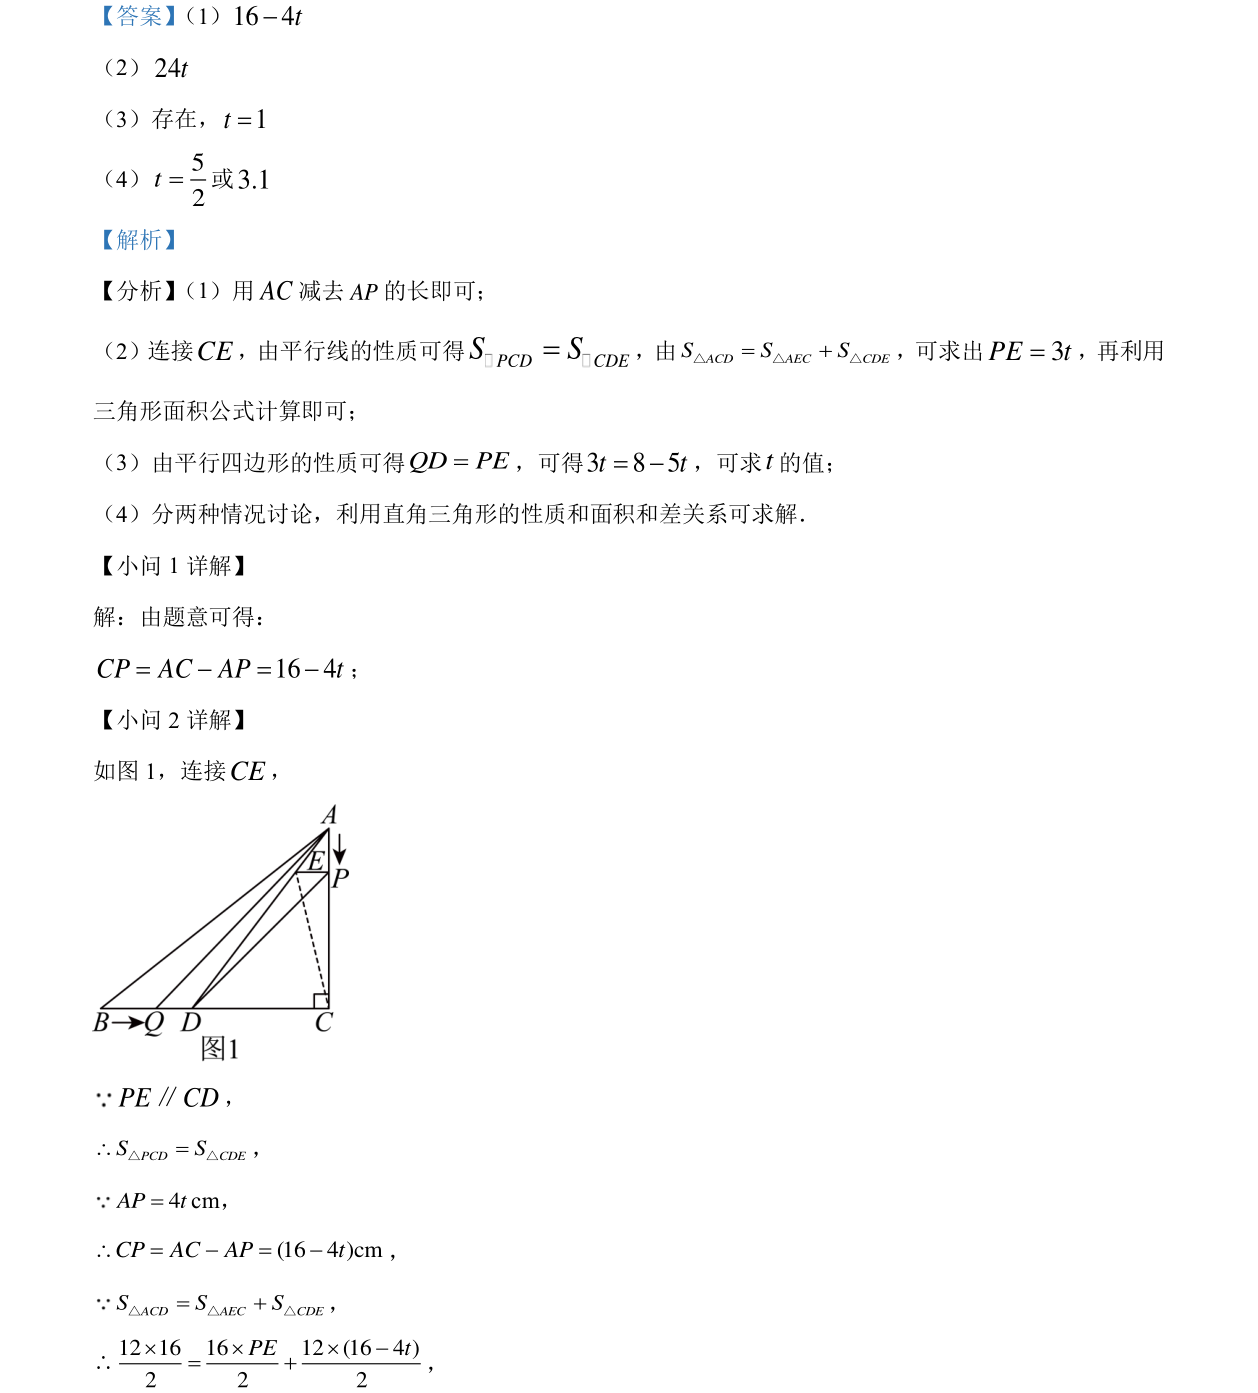 【答案】（1）16－4t
（2）24t
（3）存在，t＝1
（4）t＝5/2或3.1
【解析】
【分析】（1）用AC减去AP的长即可；
（2）连接CE，由平行线的性质可得S□PCD＝S□CDE，由S△ACD＝S△AEC＋S△CDE，可求出PE＝3t，再利用
三角形面积公式计算即可；
（3）由平行四边形的性质可得QD＝PE，可得3t＝8－5t，可求t的值；
（4）分两种情况讨论，利用直角三角形的性质和面积和差关系可求解．
【小问1详解】
解：由题意可得：
CP＝AC－AP＝16－4t；
【小问2详解】
如图1，连接CE，
A
E
P
B
Q
D
C
图1
∵PE∥CD，
∴S△PCD＝S△CDE，
∵AP＝4t cm，
∴CP＝AC－AP＝(16－4t)cm，
∵S△ACD＝S△AEC＋S△CDE，
∴12×16/2＝16×PE/2＋12×(16－4t)/2，